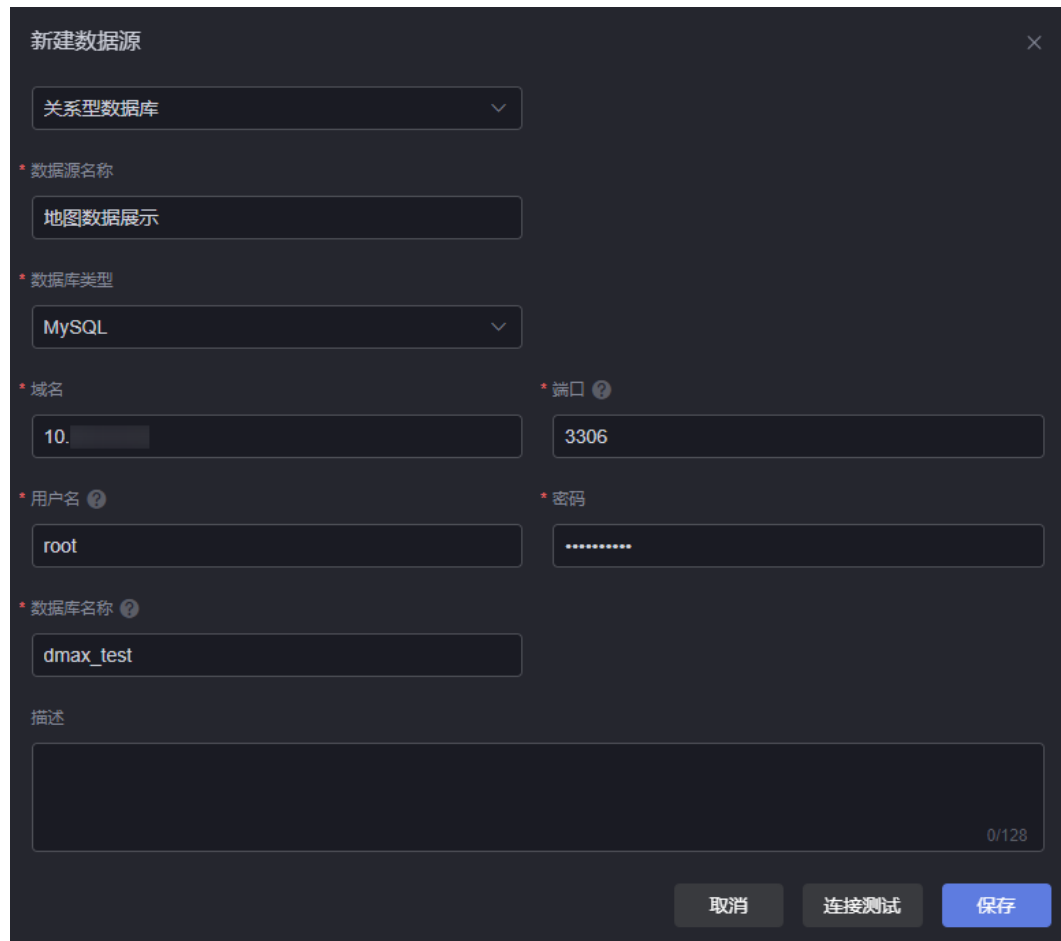 新建数据源
关系型数据库
* 数据源名称
地图数据展示
* 数据库类型
MySQL
* 域名
* 端口 ?
10.
3306
* 用户名 ?
* 密码
root
••••••••••
* 数据库名称 ?
dmax_test
描述
0/128
取消 连接测试 保存